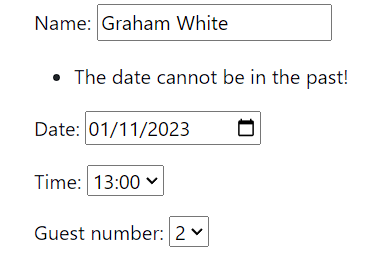 Name: Graham White
• The date cannot be in the past!
Date: 01/11/2023
Time: 13:00
Guest number: 2